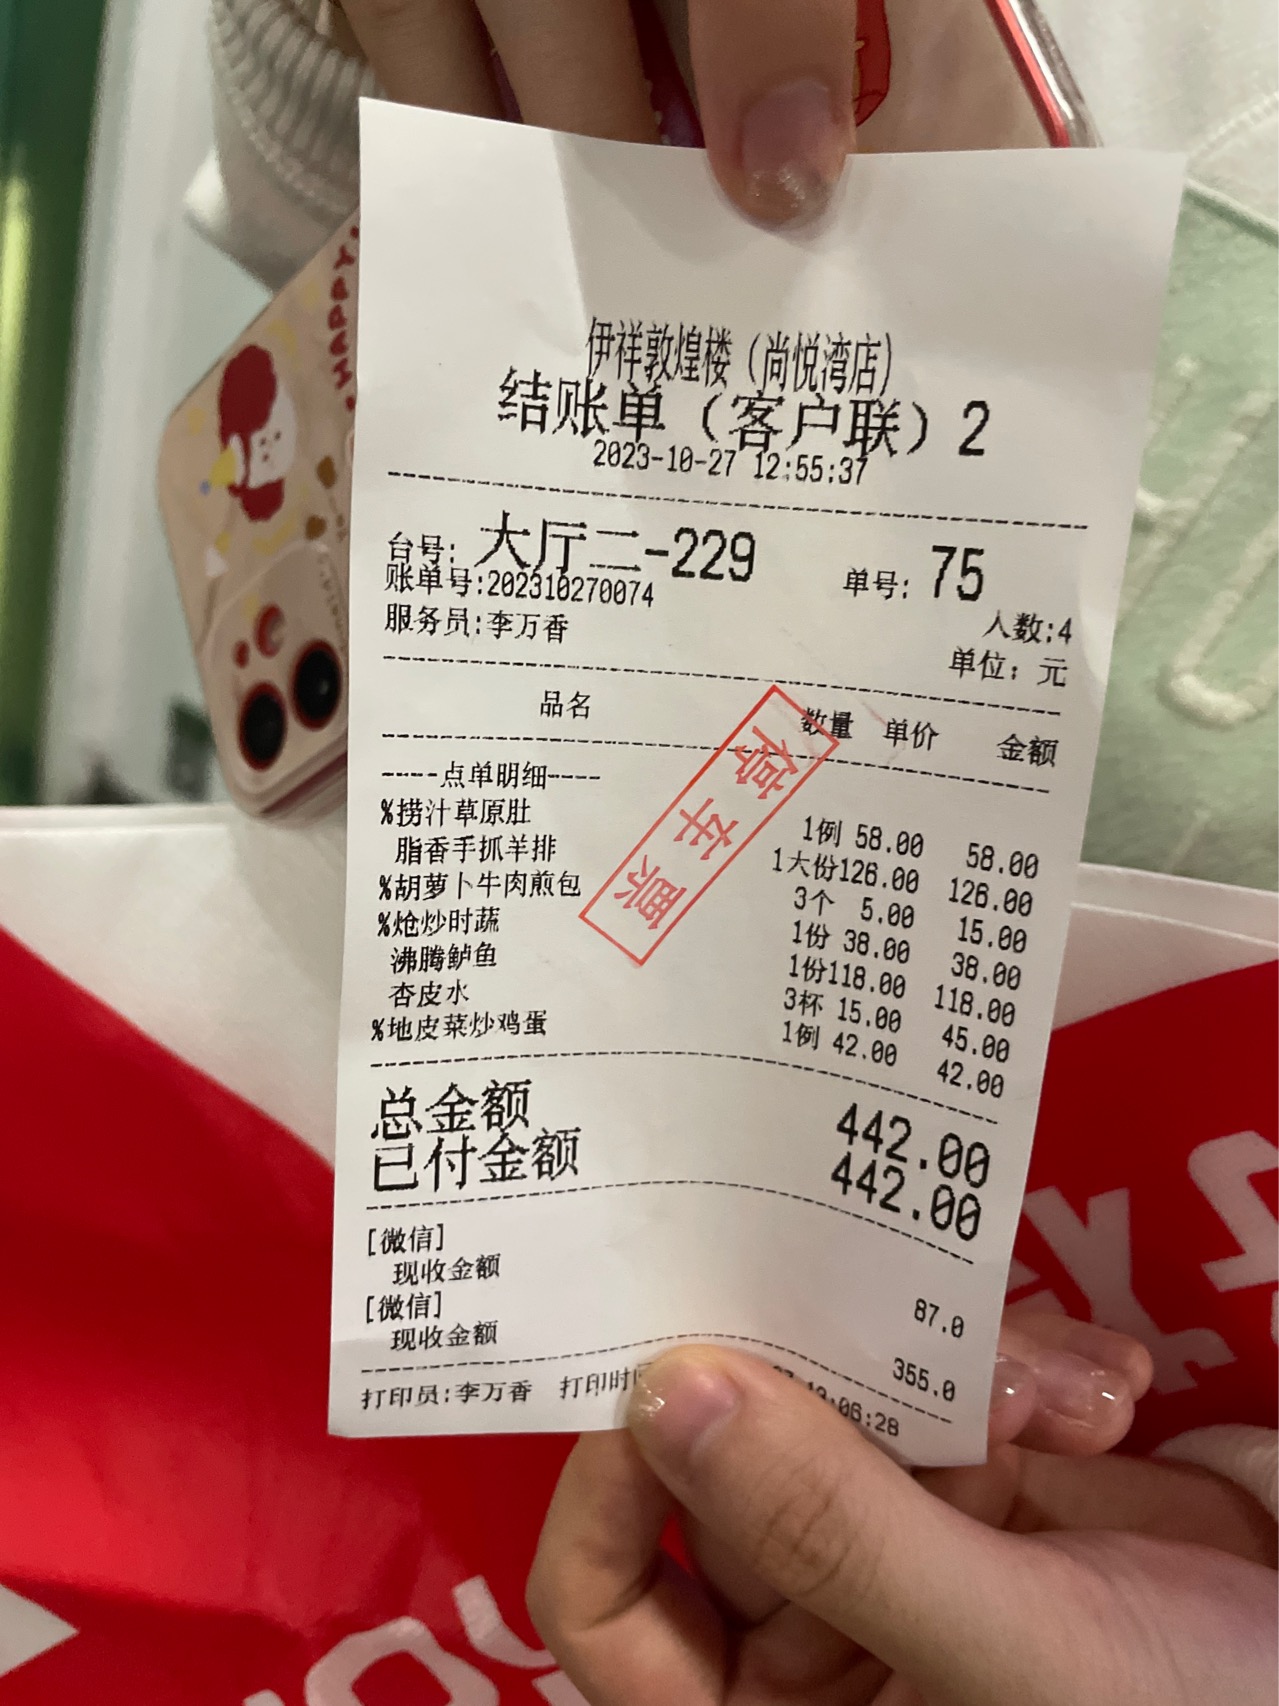 HAPPY
伊祥敦煌楼（尚悦湾店）
结账单（客户联）2
2023-10-27 12:55:37
台号: 大厅二-229 单号: 75
账单号:202310270074
服务员:李万香 人数:4
单位: 元
品名 数量 单价 金额
----点单明细----
%捞汁草原肚 1例 58.00 58.00
脂香手抓羊排 1大份126.00 126.00
%胡萝卜牛肉煎包 3个 5.00 15.00
%炝炒时蔬 1份 38.00 38.00
沸腾鲈鱼 1份118.00 118.00
杏皮水 3杯 15.00 45.00
%地皮菜炒鸡蛋 1例 42.00 42.00
停车票
总金额 442.00
已付金额 442.00
[微信]
现收金额 87.0
[微信]
现收金额 355.0
打印员:李万香 打印时 :06:28